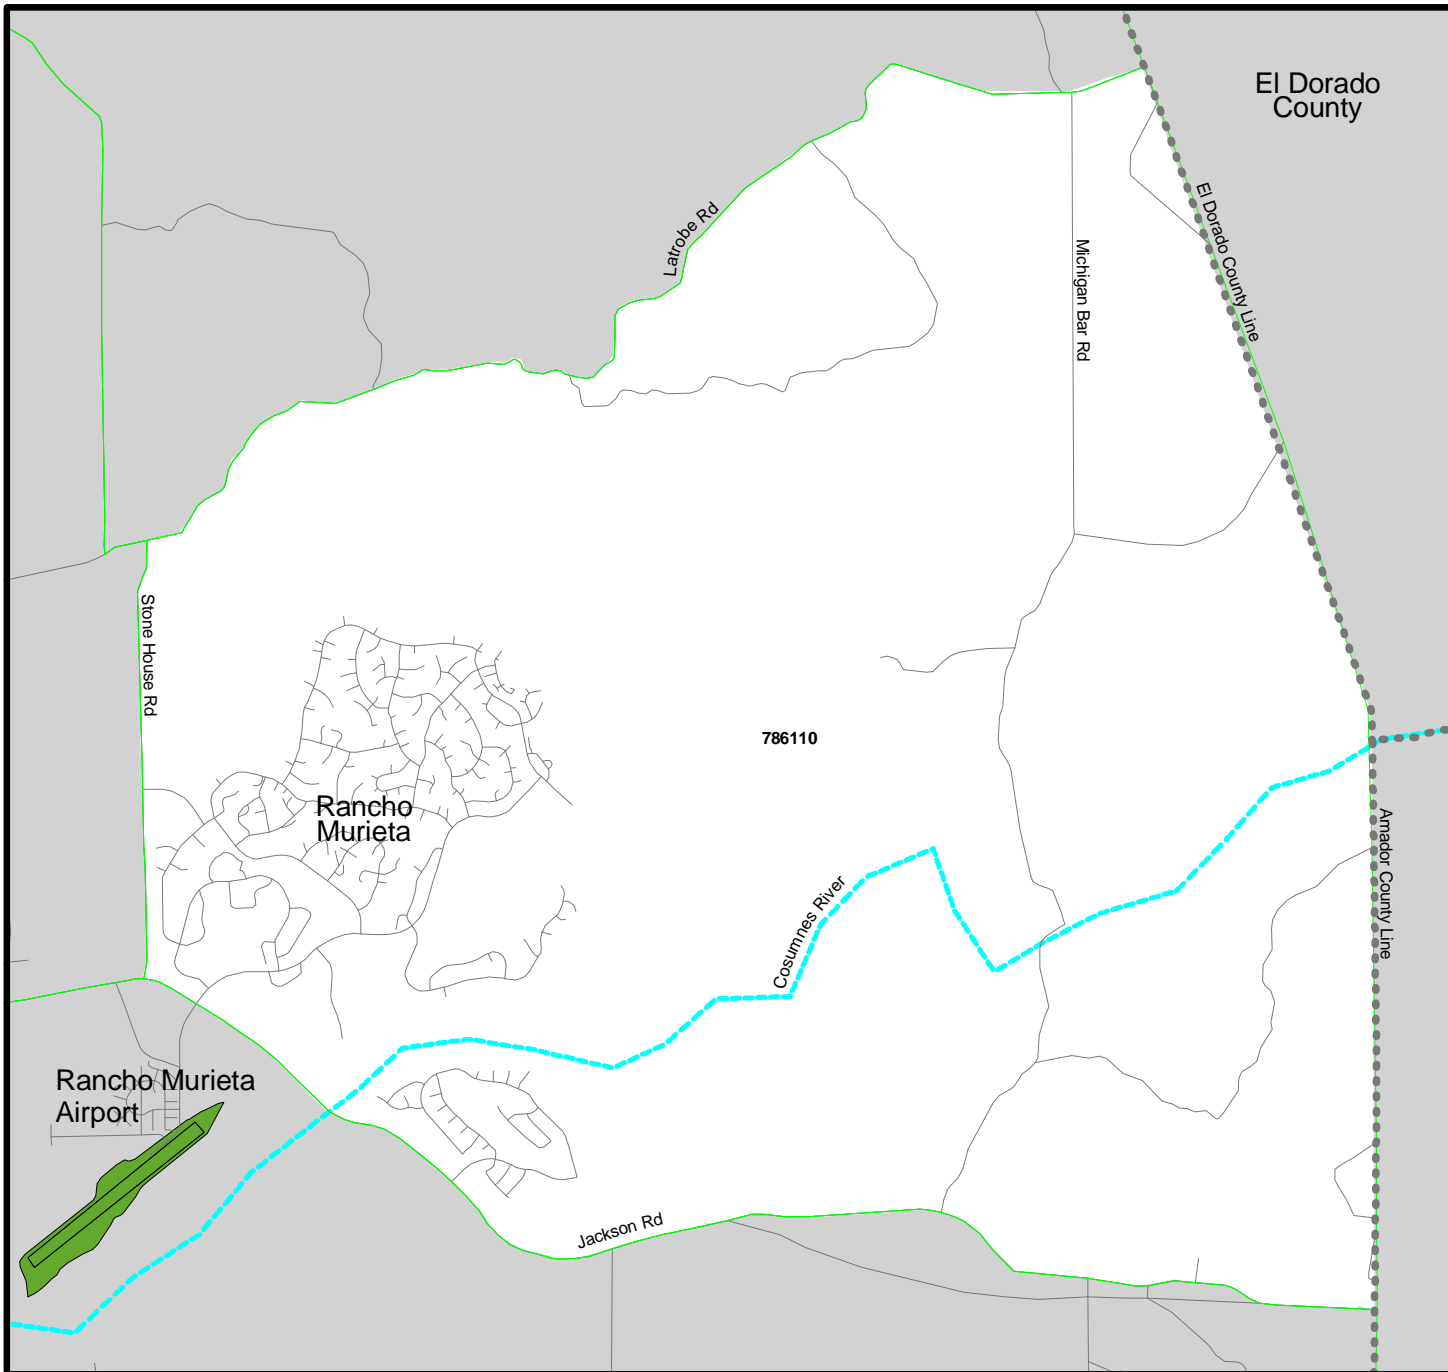 El Dorado
County
El Dorado County Line
Latrobe Rd
Michigan Bar Rd
Stone House Rd
786110
Rancho
Murieta
Amador County Line
Cosumnes River
Rancho Murieta
Airport
Jackson Rd